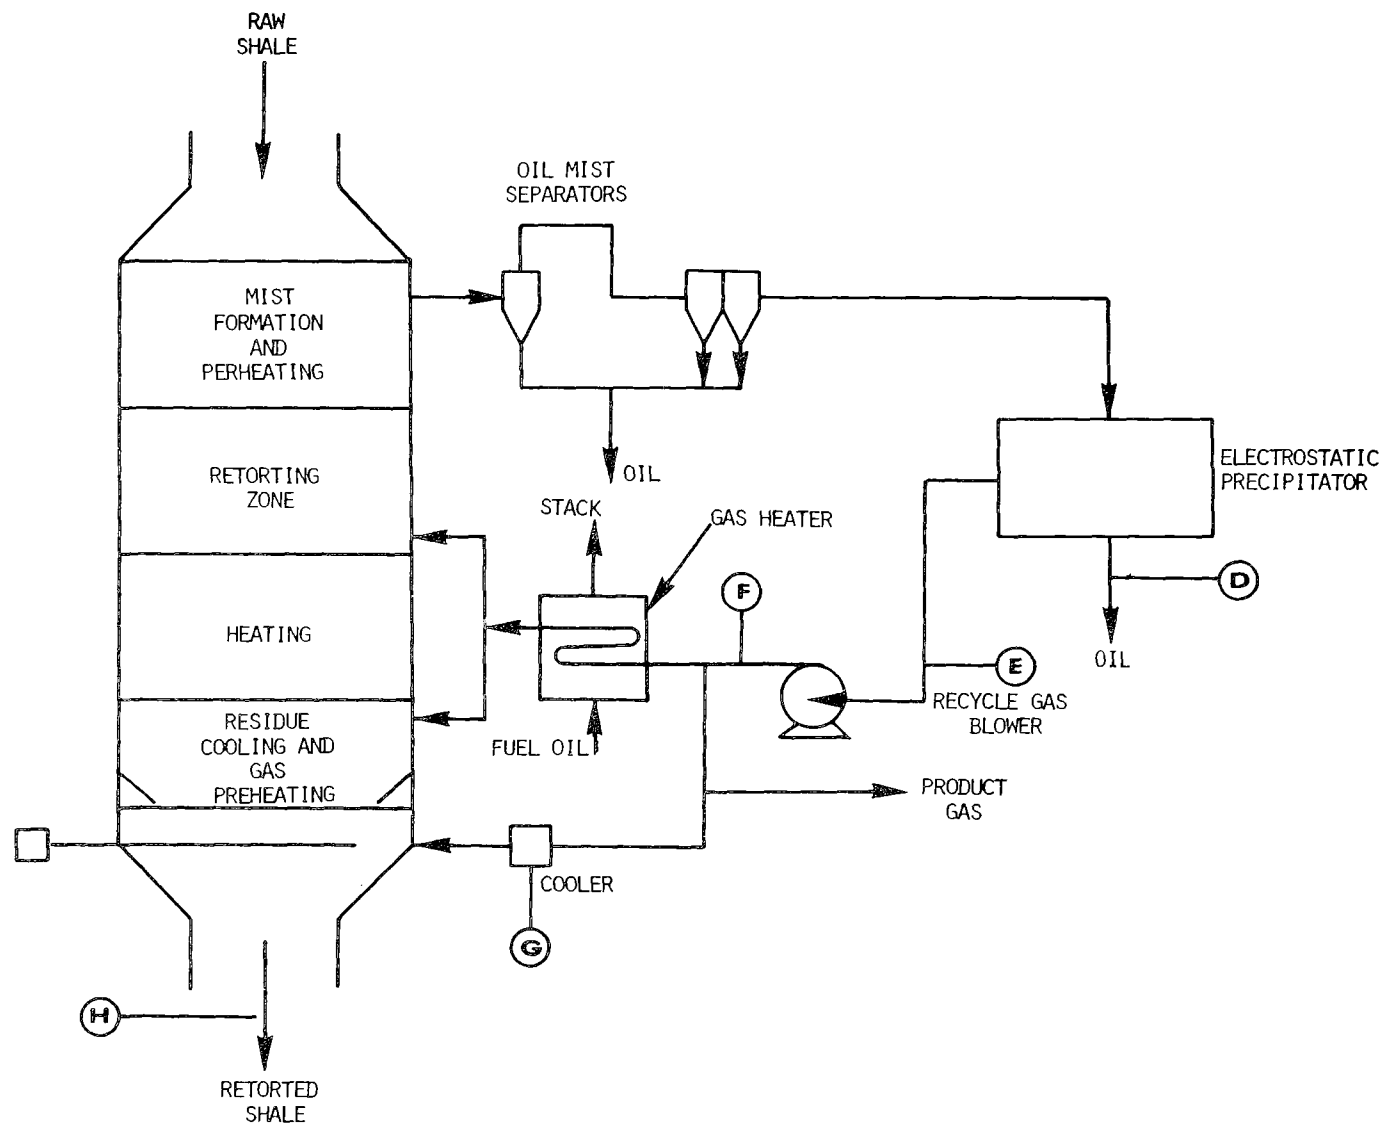 RAW
SHALE
OIL MIST
SEPARATORS
MIST
FORMATION
AND
PERHEATING
RETORTING
ZONE
OIL
ELECTROSTATIC
PRECIPITATOR
STACK
GAS HEATER
F
D
HEATING
OIL
E
RECYCLE GAS
BLOWER
FUEL OIL
RESIDUE
COOLING AND
GAS
PREHEATING
PRODUCT
GAS
COOLER
G
H
RETORTED
SHALE